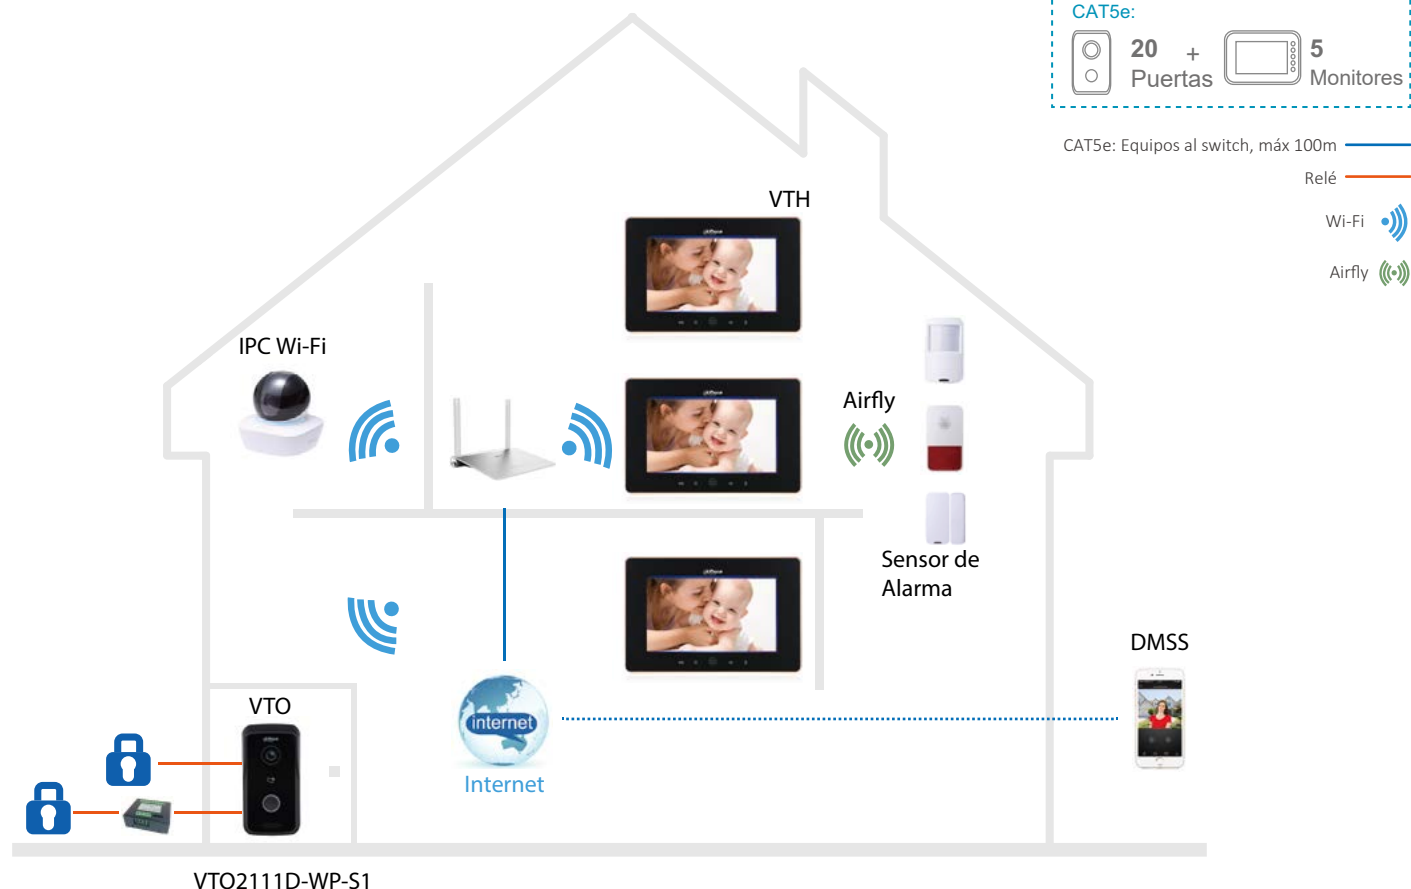 CAT5e:
20 + 5
Puertas Monitores
CAT5e: Equipos al switch, máx 100m
Relé
Wi-Fi
Airfly
VTH
IPC Wi-Fi
Airfly
Sensor de
Alarma
DMSS
VTO
internet
Internet
VTO2111D-WP-S1